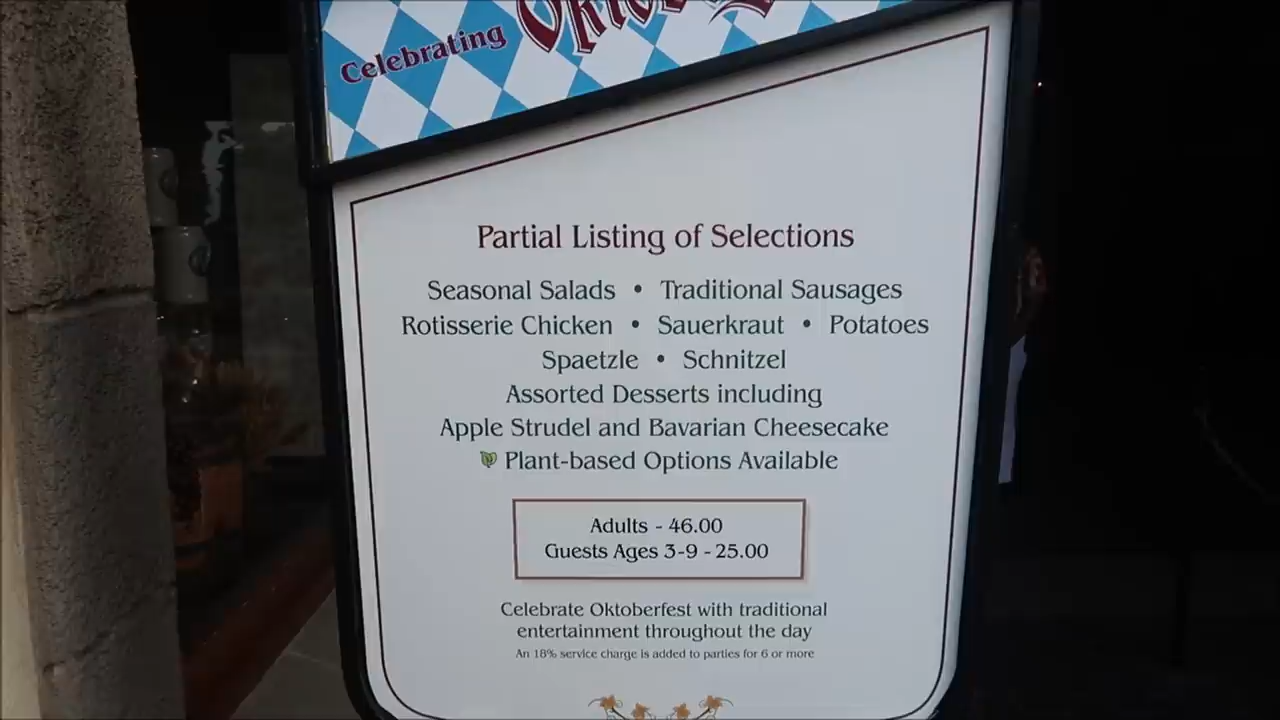 Celebrating
Partial Listing of Selections
Seasonal Salads • Traditional Sausages
Rotisserie Chicken • Sauerkraut • Potatoes
Spaetzle • Schnitzel
Assorted Desserts including
Apple Strudel and Bavarian Cheesecake
Plant-based Options Available
Adults - 46.00
Guests Ages 3-9 - 25.00
Celebrate Oktoberfest with traditional
entertainment throughout the day
An 18% service charge is added to parties for 6 or more